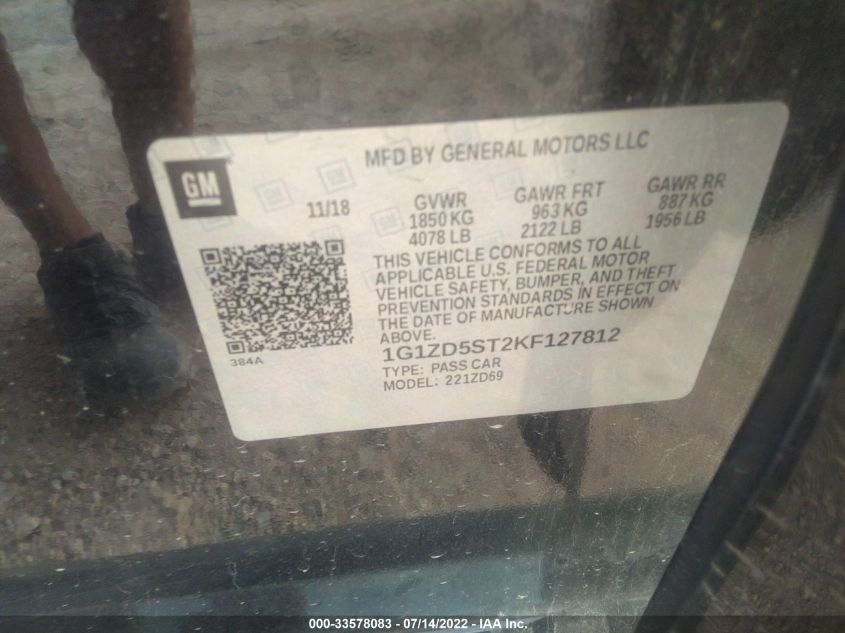 MFD BY GENERAL MOTORS LLC
GM
11/18
GVWR
1850 KG
4078 LB
GAWR FRT
963 KG
2122 LB
GAWR RR
887 KG
1956 LB
THIS VEHICLE CONFORMS TO ALL
APPLICABLE U.S. FEDERAL MOTOR
VEHICLE SAFETY, BUMPER, AND THEFT
PREVENTION STANDARDS IN EFFECT ON
THE DATE OF MANUFACTURE SHOWN
ABOVE.
384A
1G1ZD5ST2KF127812
TYPE: PASS CAR
MODEL: 221ZD69
000-33578083 - 07/14/2022 - IAA Inc.